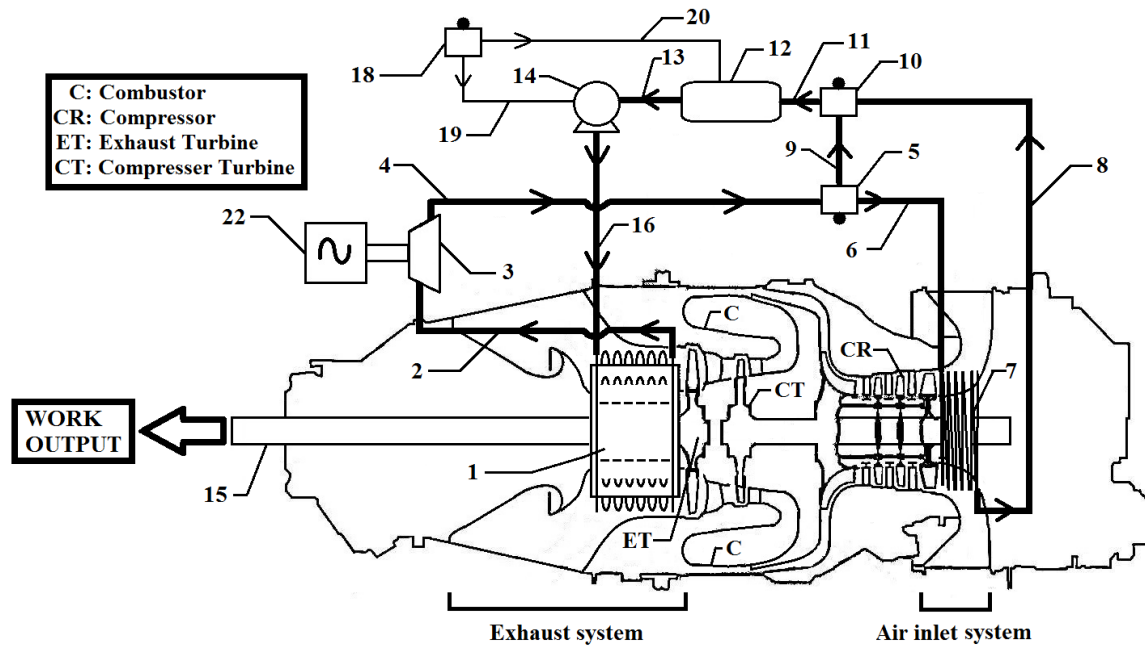 20
18
12
11
13
10
14
C: Combustor
CR: Compressor
ET: Exhaust Turbine
CT: Compresser Turbine
19
9
5
4
8
22
16
6
3
C
CR
2
7
CT
WORK
OUTPUT
1
15
ET
C
Exhaust system
Air inlet system